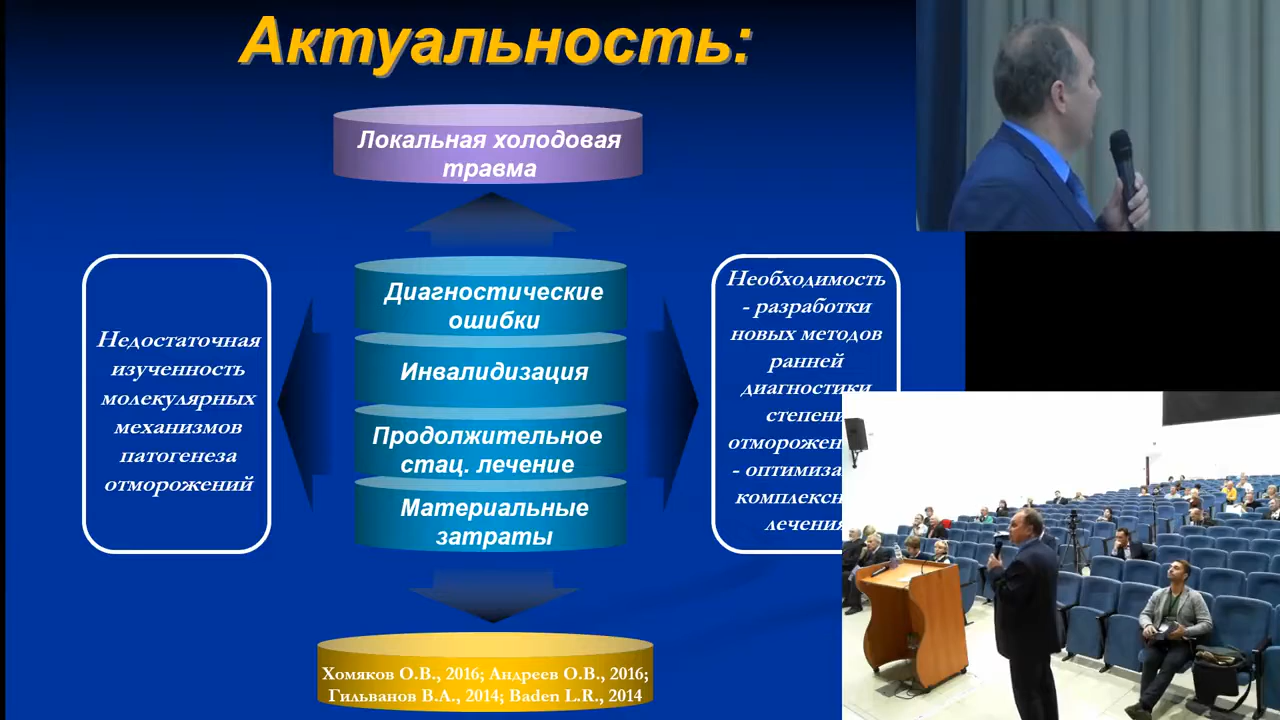 Актуальность:
Локальная холодовая
травма
Недостаточная
изученность
молекулярных
механизмов
патогенеза
отморожений
Диагностические
ошибки
Инвалидизация
Продолжительное
стац. лечение
Материальные
затраты
Необходимость
- разработки
новых методов
ранней
диагностики
лечения
Хомяков О.В., 2016; Андреев О.В., 2016;
Гильванов В.А., 2014; Baden L.R., 2014